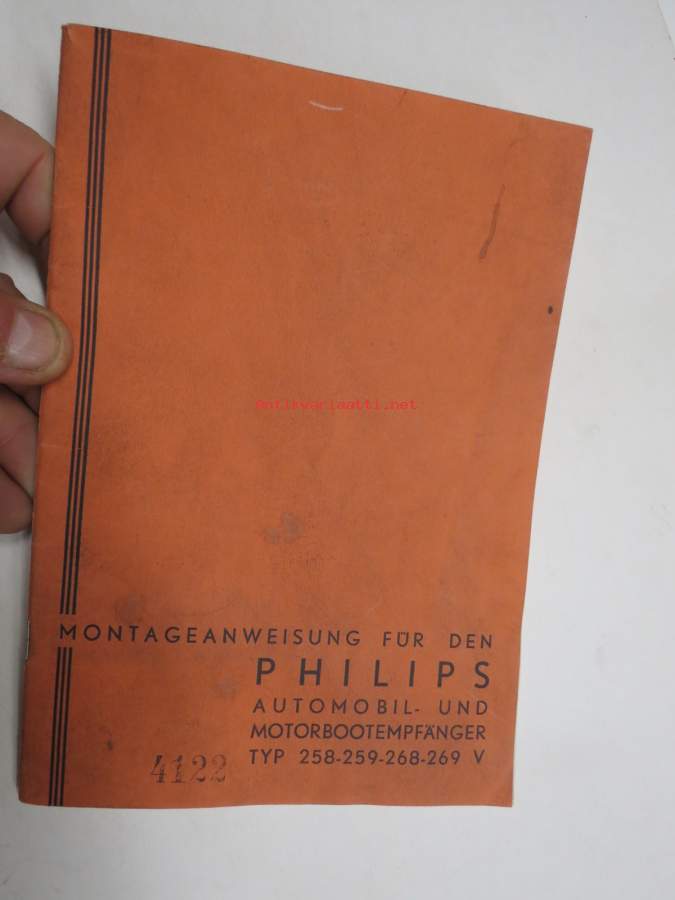 antikvariaatti.net
MONTAGEANWEISUNG FÜR DEN
PHILIPS
AUTOMOBIL- UND
MOTORBOOTEMPFÄNGER
TYP 258-259-268-269 V
4122